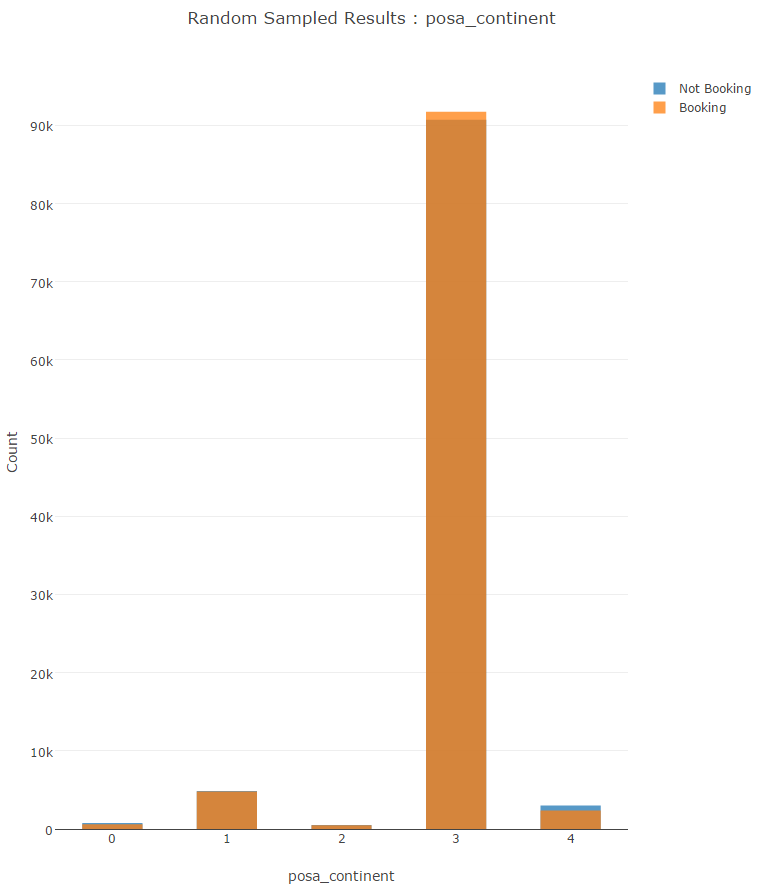 Random Sampled Results : posa_continent
Not Booking
Booking
90k
80k
70k
60k
50k
40k
30k
20k
10k
0
Count
0 1 2 3 4
posa_continent